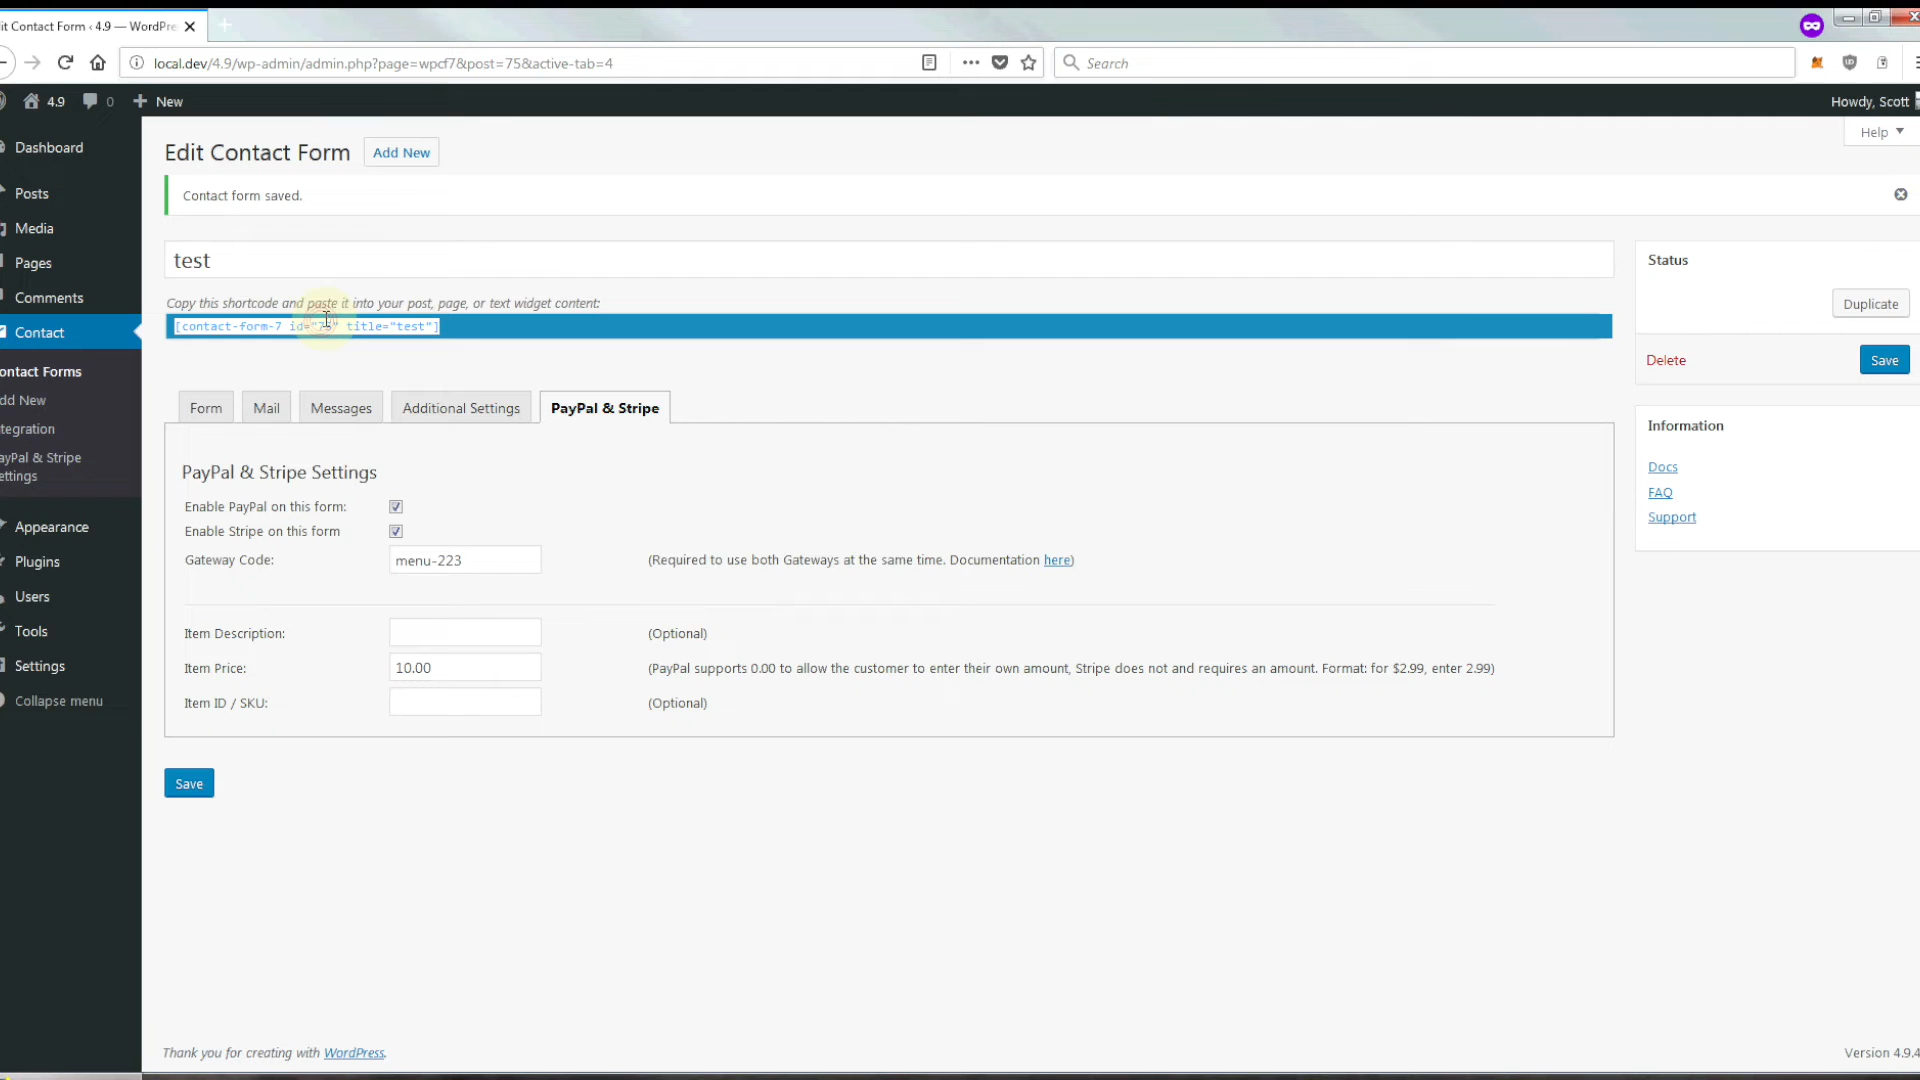 it Contact Form ‹ 4.9 — WordPre
local.dev/4.9/wp-admin/admin.php?page=wpcf7&post=75&active-tab=4
Search
4.9
0
New
Howdy, Scott
Help
Dashboard
Posts
Media
Pages
Comments
Contact
ontact Forms
dd New
ntegration
ayPal & Stripe
ettings
Appearance
Plugins
Users
Tools
Settings
Collapse menu
Edit Contact Form
Add New
Contact form saved.
test
Copy this shortcode and paste it into your post, page, or text widget content:
[contact-form-7 id="75" title="test"]
Form
Mail
Messages
Additional Settings
PayPal & Stripe
PayPal & Stripe Settings
Enable PayPal on this form:
Enable Stripe on this form
Gateway Code:
menu-223
(Required to use both Gateways at the same time. Documentation here)
Item Description:
(Optional)
Item Price:
10.00
(PayPal supports 0.00 to allow the customer to enter their own amount, Stripe does not and requires an amount. Format: for $2.99, enter 2.99)
Item ID / SKU:
(Optional)
Save
Status
Duplicate
Delete
Save
Information
Docs
FAQ
Support
Thank you for creating with WordPress.
Version 4.9.4